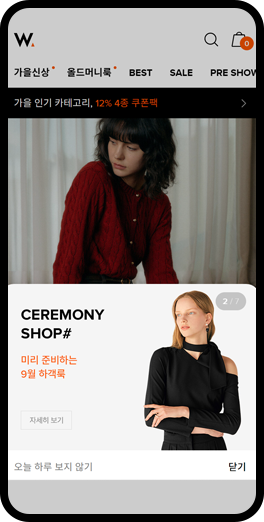 W.
0
가을신상 올드머니룩 BEST SALE PRE SHOW
가을 인기 카테고리, 12% 4종 쿠폰팩
2 / 7
CEREMONY
SHOP#
미리 준비하는
9월 하객룩
자세히 보기
오늘 하루 보지 않기 닫기